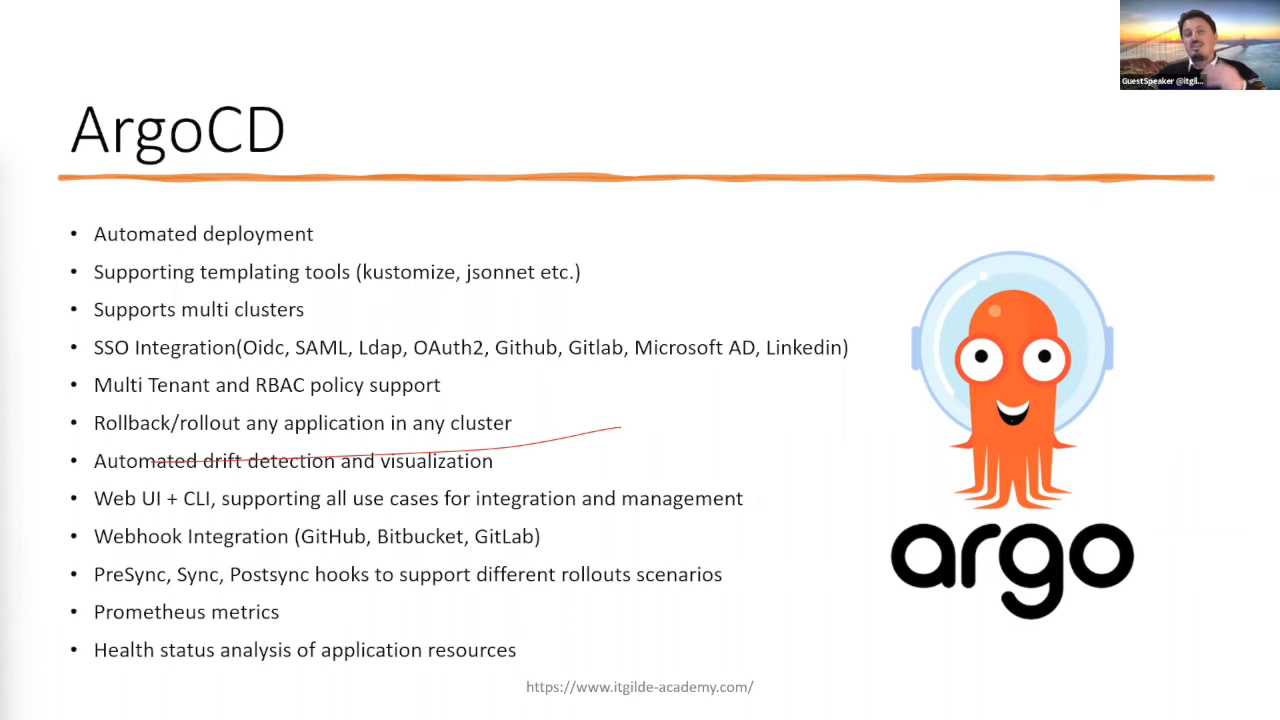 GuestSpeaker @itgil...
ArgoCD
• Automated deployment
• Supporting templating tools (kustomize, jsonnet etc.)
• Supports multi clusters
• SSO Integration(Oidc, SAML, Ldap, OAuth2, Github, Gitlab, Microsoft AD, Linkedin)
• Multi Tenant and RBAC policy support
• Rollback/rollout any application in any cluster
• Automated drift detection and visualization
• Web UI + CLI, supporting all use cases for integration and management
• Webhook Integration (GitHub, Bitbucket, GitLab)
• PreSync, Sync, Postsync hooks to support different rollouts scenarios
• Prometheus metrics
• Health status analysis of application resources
argo
https://www.itgilde-academy.com/